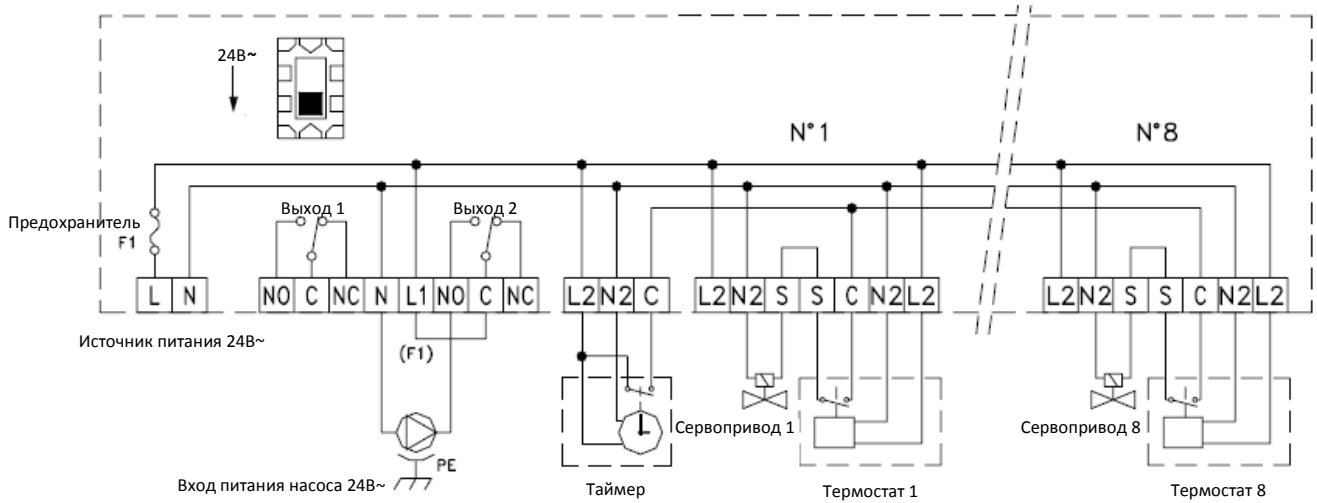 24В~
N°1
N°8
Предохранитель
F1
Выход 1
Выход 2
L N
NO C NC N L1 NO C NC
L2 N2 C
L2 N2 S S C N2 L2
L2 N2 S S C N2 L2
Источник питания 24В~
(F1)
Сервопривод 1
Сервопривод 8
PE
Вход питания насоса 24В~
Таймер
Термостат 1
Термостат 8